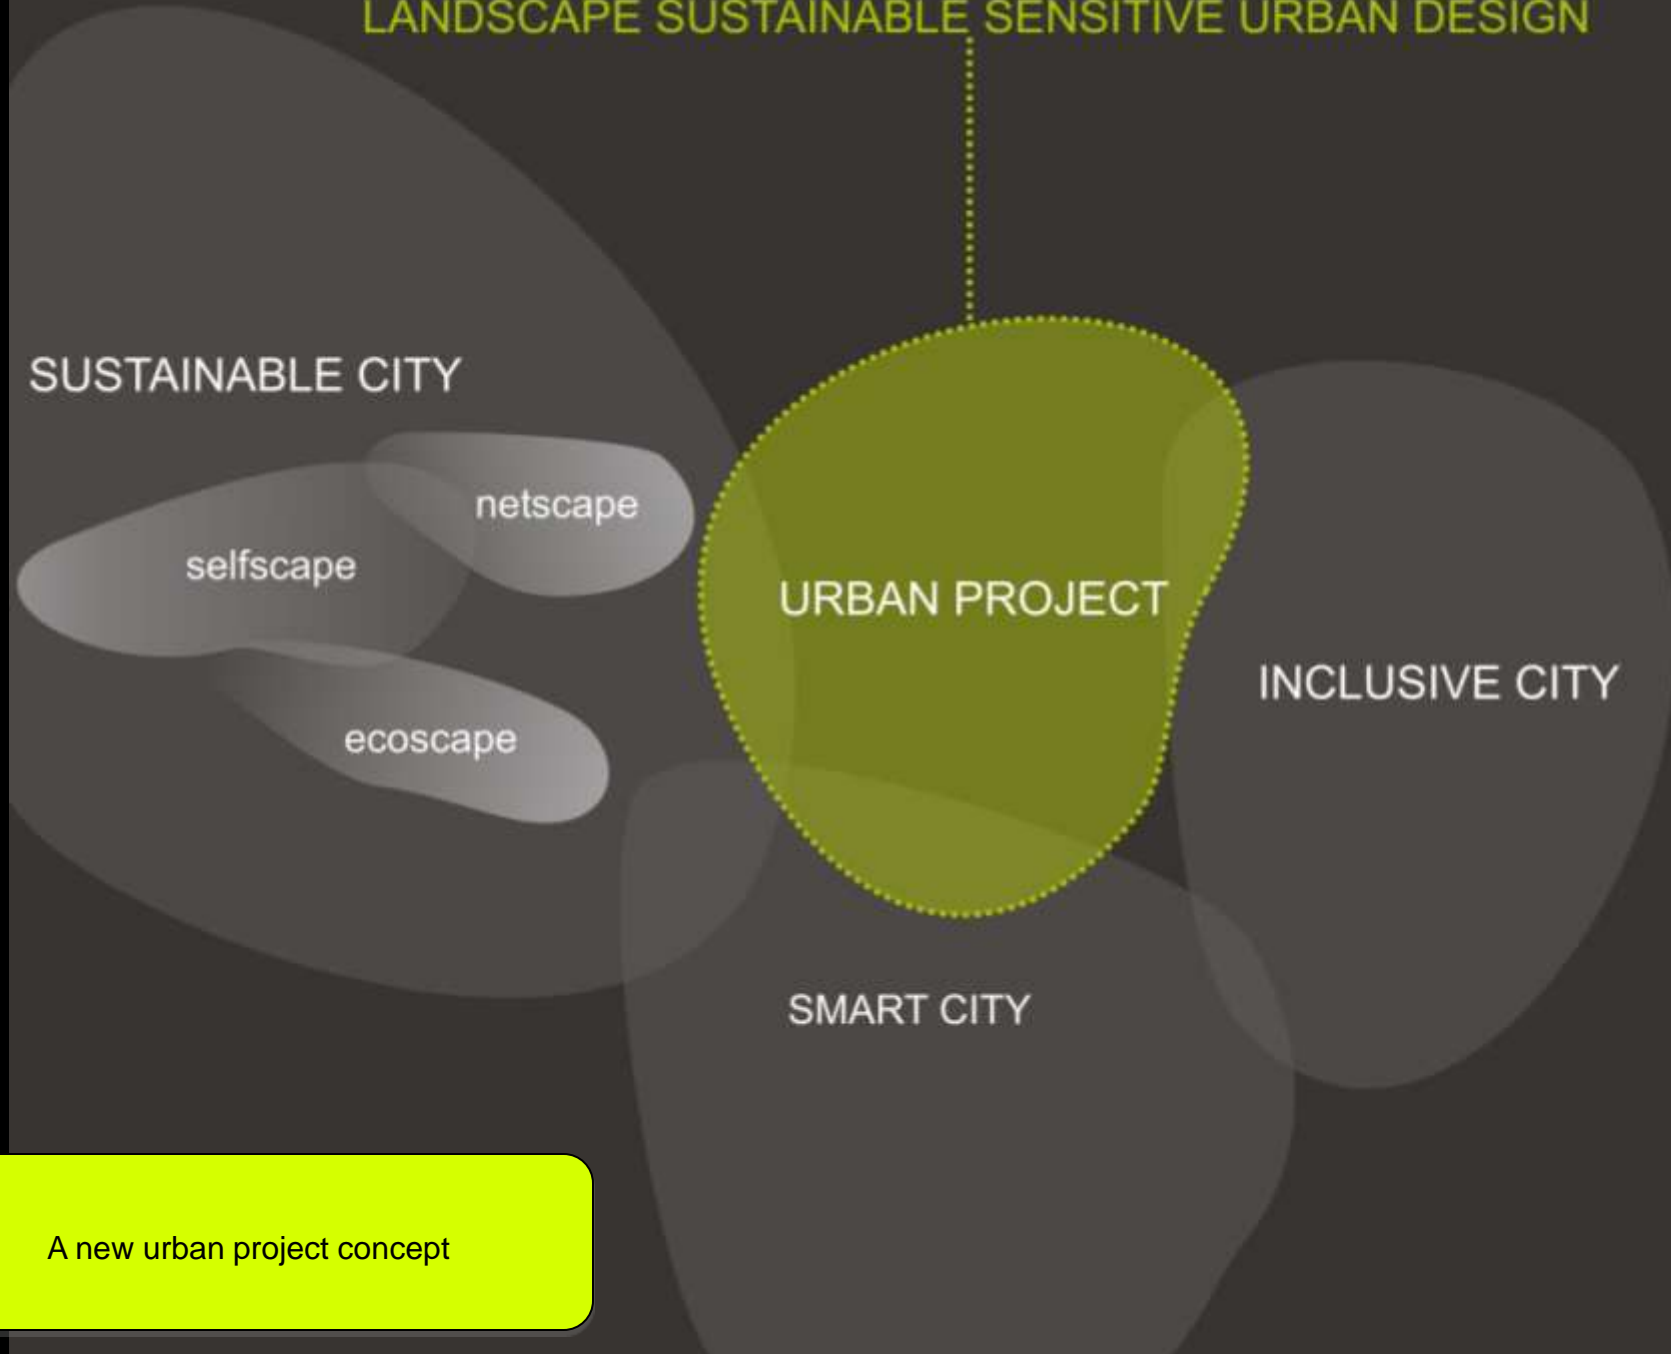 LANDSCAPE SUSTAINABLE SENSITIVE URBAN DESIGN
SUSTAINABLE CITY
netscape
selfscape
URBAN PROJECT
INCLUSIVE CITY
ecoscape
SMART CITY
A new urban project concept